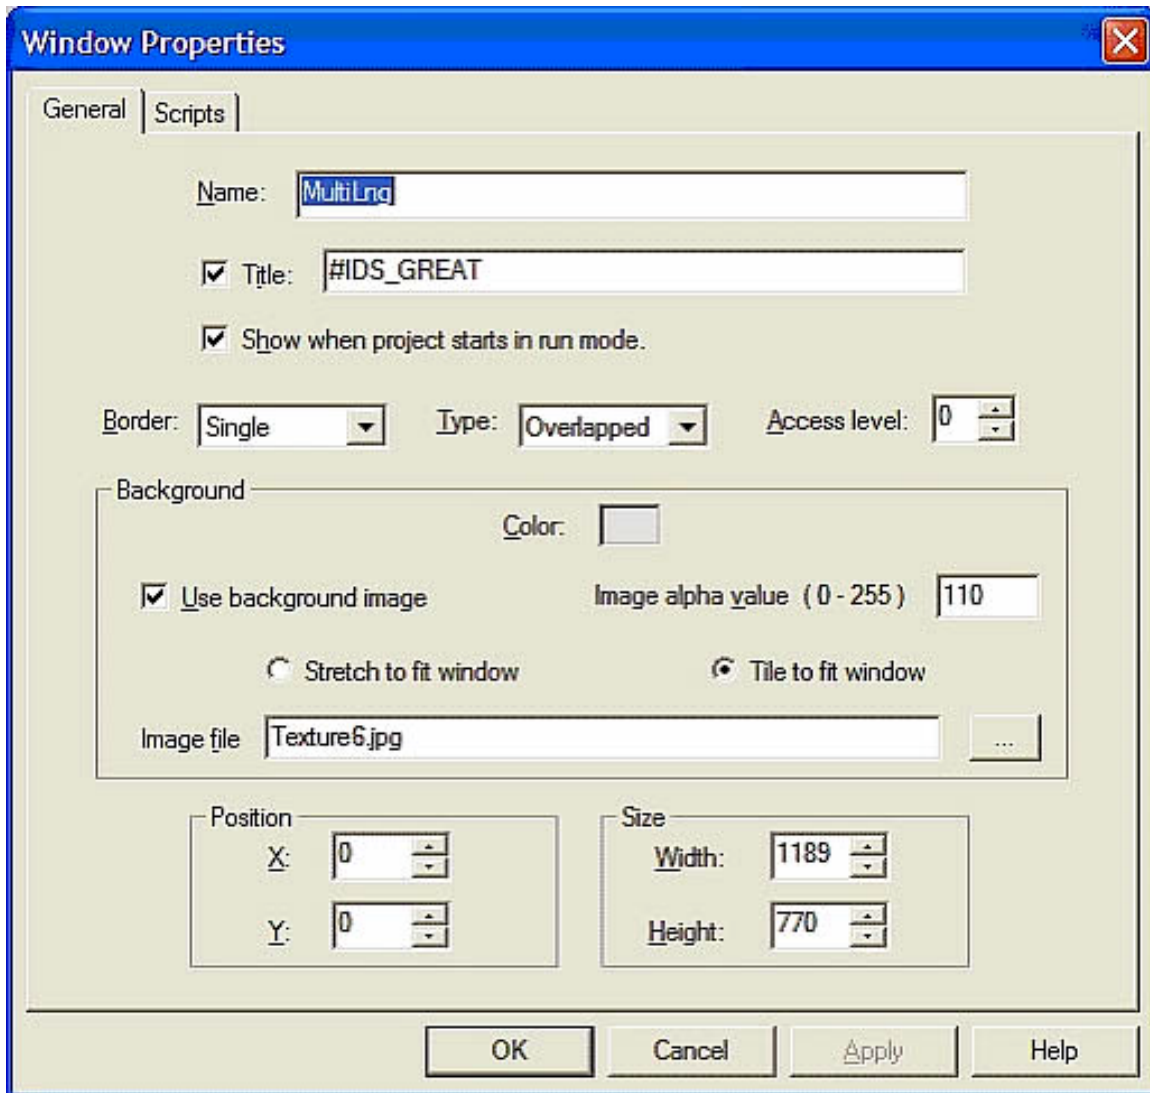 Window Properties
General Scripts
Name: MultiLng
Title: #IDS_GREAT
Show when project starts in run mode.
Border: Single Type: Overlapped Access level: 0
Background
Color:
Use background image Image alpha value ( 0 - 255 ) 110
Stretch to fit window Tile to fit window
Image file Texture6.jpg ...
Position Size
X: 0 Width: 1189
Y: 0 Height: 770
OK Cancel Apply Help